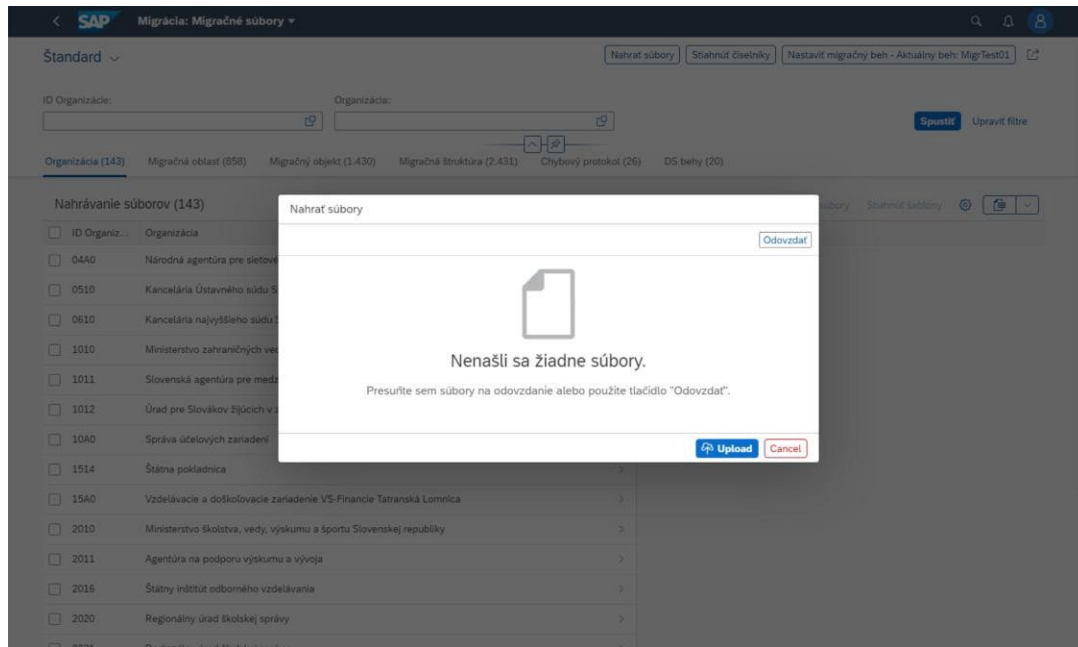 SAP Migrácia: Migračné súbory
Štandard
Nahrať súbory Stiahnuť číselníky Nastaviť migračný beh - Aktuálny beh: MigrTest01
ID Organizácie: Organizácia:
Spustiť Upraviť filtre
Organizácia (143) Migračná oblasť (858) Migračný objekt (1.430) Migračná štruktúra (2.431) Chybový protokol (26) DS behy (20)
Nahrávanie súborov (143)
Stiahnuť šablóny
Nahrať súbory
Odovzdať
Nenašli sa žiadne súbory.
Presuňte sem súbory na odovzdanie alebo použite tlačidlo "Odovzdať".
Upload Cancel
ID Organiz... Organizácia
04A0 Národná agentúra pre sieťové
0510 Kancelária Ústavného súdu
0610 Kancelária najvyššieho súdu
1010 Ministerstvo zahraničných
1011 Slovenská agentúra pre
1012 Úrad pre Slovákov žijúcich v
10A0 Správa účelových zariadení
1514 Štátna pokladnica
15A0 Vzdelávacie a doškoľovacie zariadenie VS-Financie Tatranská Lomnica
2010 Ministerstvo školstva, vedy, výskumu a športu Slovenskej republiky
2011 Agentúra na podporu výskumu a vývoja
2016 Štátny inštitút odborného vzdelávania
2020 Regionálny úrad školskej správy